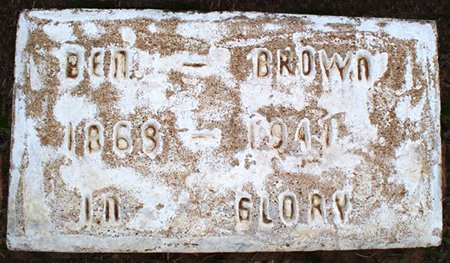 BEN - BROWN
1868 - 1941
IN GLORY